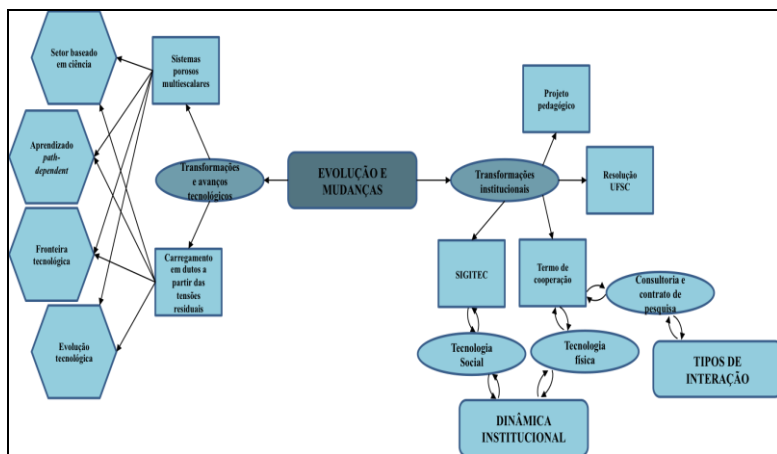 Setor baseado
em ciência
Sistemas
porosos
multiescalares
Projeto
pedagógico
Aprendizado
path-
dependent
Transformações
e avanços
tecnológicos
EVOLUÇÃO E
MUDANÇAS
Transformações
institucionais
Resolução
UFSC
Fronteira
tecnológica
Carregamento
em dutos a
partir das
tensões
residuais
SIGITEC
Termo de
cooperação
Consultoria e
contrato de
pesquisa
Evolução
tecnológica
Tecnologia
Social
Tecnologia
física
TIPOS DE
INTERAÇÃO
DINÂMICA
INSTITUCIONAL